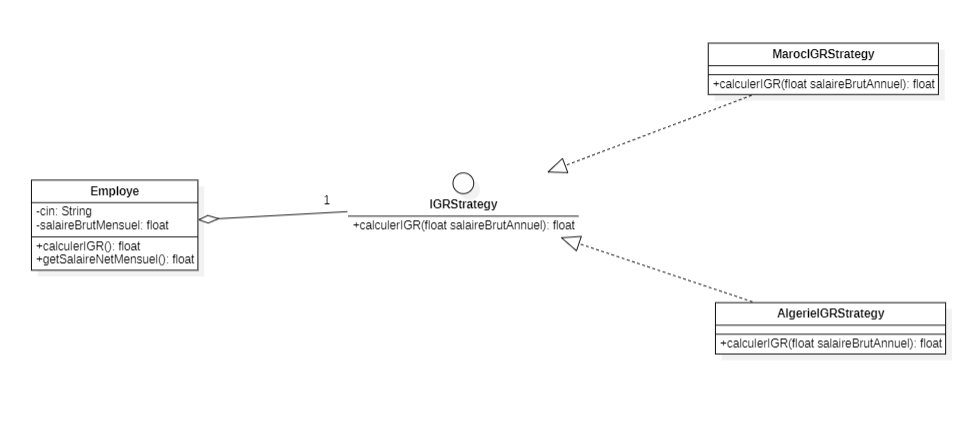 MarocIGRStrategy
+calculerIGR(float salaireBrutAnnuel): float
Employe
-cin: String
-salaireBrutMensuel: float
+calculerIGR(): float
+getSalaireNetMensuel(): float
1
IGRStrategy
+calculerIGR(float salaireBrutAnnuel): float
AlgerieIGRStrategy
+calculerIGR(float salaireBrutAnnuel): float